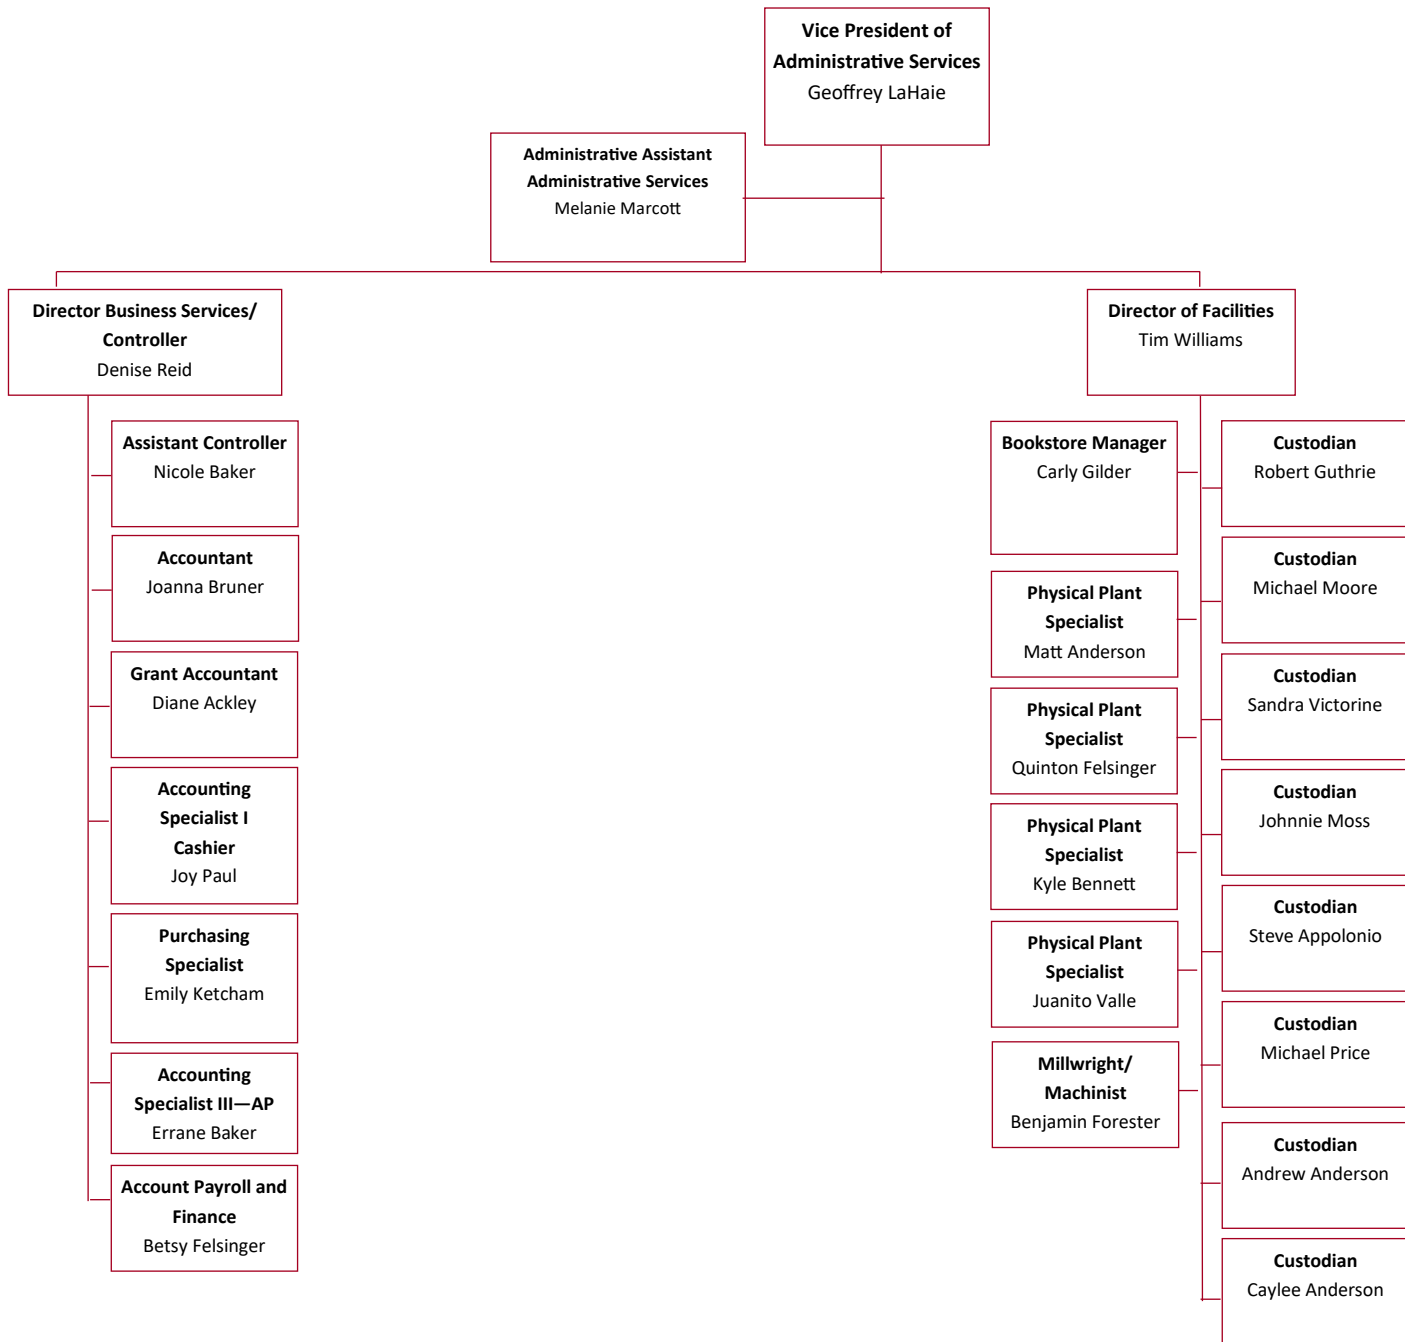 Vice President of
Administrative Services
Geoffrey LaHaie
Administrative Assistant
Administrative Services
Melanie Marcott
Director Business Services/
Controller
Denise Reid
Director of Facilities
Tim Williams
Assistant Controller
Nicole Baker
Accountant
Joanna Bruner
Grant Accountant
Diane Ackley
Accounting
Specialist I
Cashier
Joy Paul
Purchasing
Specialist
Emily Ketcham
Accounting
Specialist III—AP
Errane Baker
Account Payroll and
Finance
Betsy Felsinger
Bookstore Manager
Carly Gilder
Physical Plant
Specialist
Matt Anderson
Physical Plant
Specialist
Quinton Felsinger
Physical Plant
Specialist
Kyle Bennett
Physical Plant
Specialist
Juanito Valle
Millwright/
Machinist
Benjamin Forester
Custodian
Robert Guthrie
Custodian
Michael Moore
Custodian
Sandra Victorine
Custodian
Johnnie Moss
Custodian
Steve Appolonio
Custodian
Michael Price
Custodian
Andrew Anderson
Custodian
Caylee Anderson